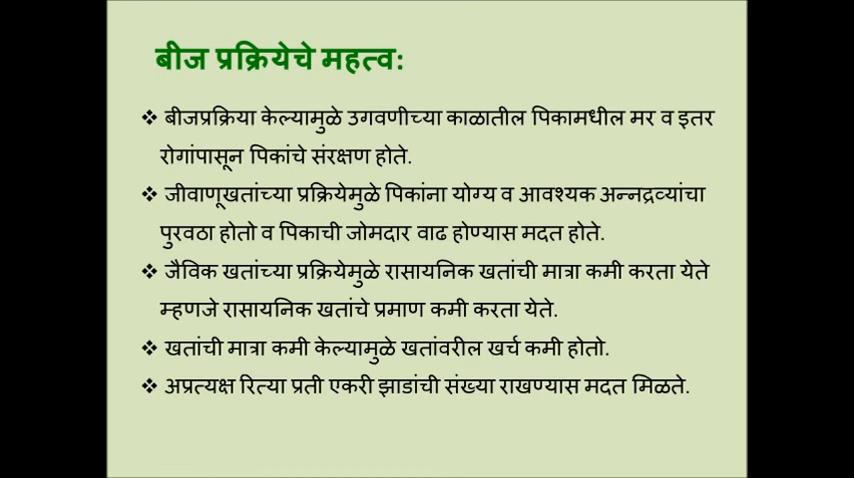 बीज प्रक्रियेचे महत्व:
❖ बीजप्रक्रिया केल्यामुळे उगवणीच्या काळातील पिकामधील मर व इतर
रोगांपासून पिकांचे संरक्षण होते.
❖ जीवाणूखतांच्या प्रक्रियेमुळे पिकांना योग्य व आवश्यक अन्नद्रव्यांचा
पुरवठा होतो व पिकाची जोमदार वाढ होण्यास मदत होते.
❖ जैविक खतांच्या प्रक्रियेमुळे रासायनिक खतांची मात्रा कमी करता येते
म्हणजे रासायनिक खतांचे प्रमाण कमी करता येते.
❖ खतांची मात्रा कमी केल्यामुळे खतांवरील खर्च कमी होतो.
❖ अप्रत्यक्ष रित्या प्रती एकरी झाडांची संख्या राखण्यास मदत मिळते.